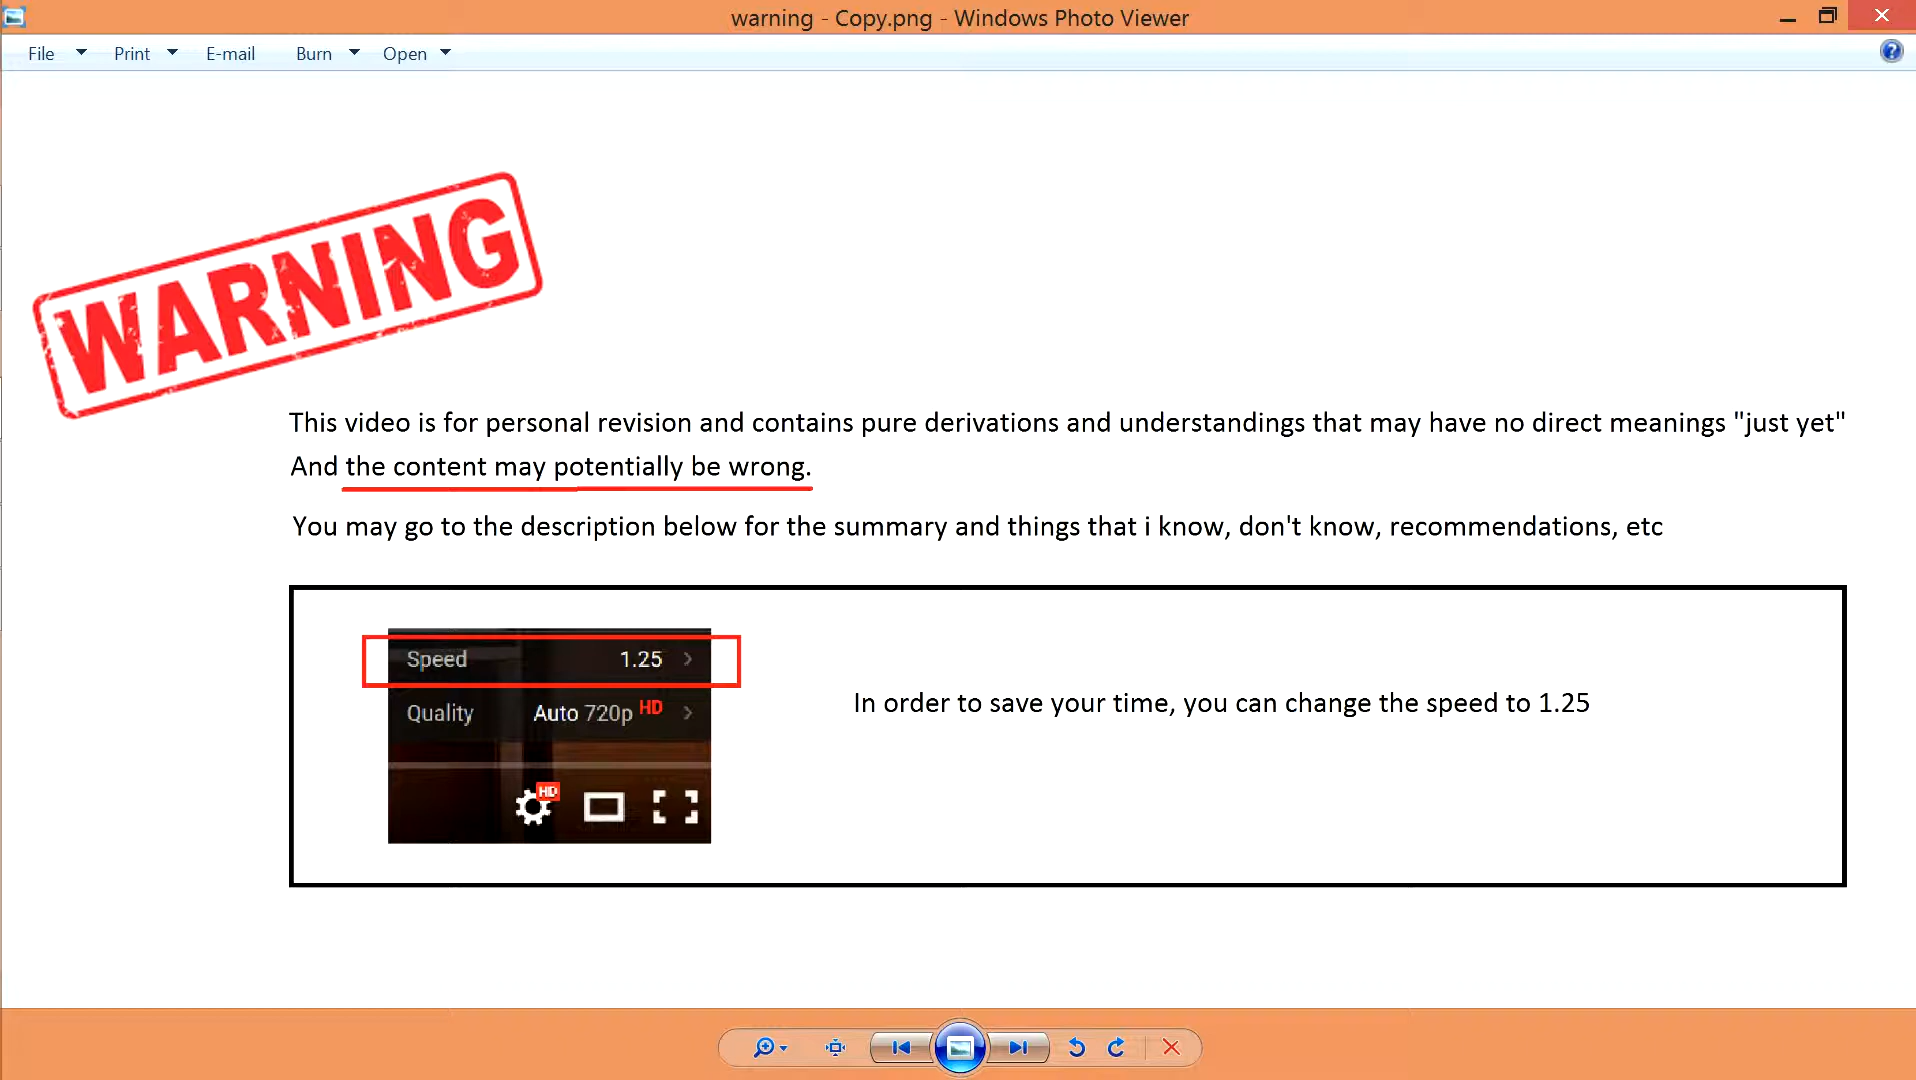 warning - Copy.png - Windows Photo Viewer
File Print E-mail Burn Open
WARNING
This video is for personal revision and contains pure derivations and understandings that may have no direct meanings "just yet"
And the content may potentially be wrong.
You may go to the description below for the summary and things that i know, don't know, recommendations, etc
Speed 1.25
Quality Auto 720p HD
HD
In order to save your time, you can change the speed to 1.25